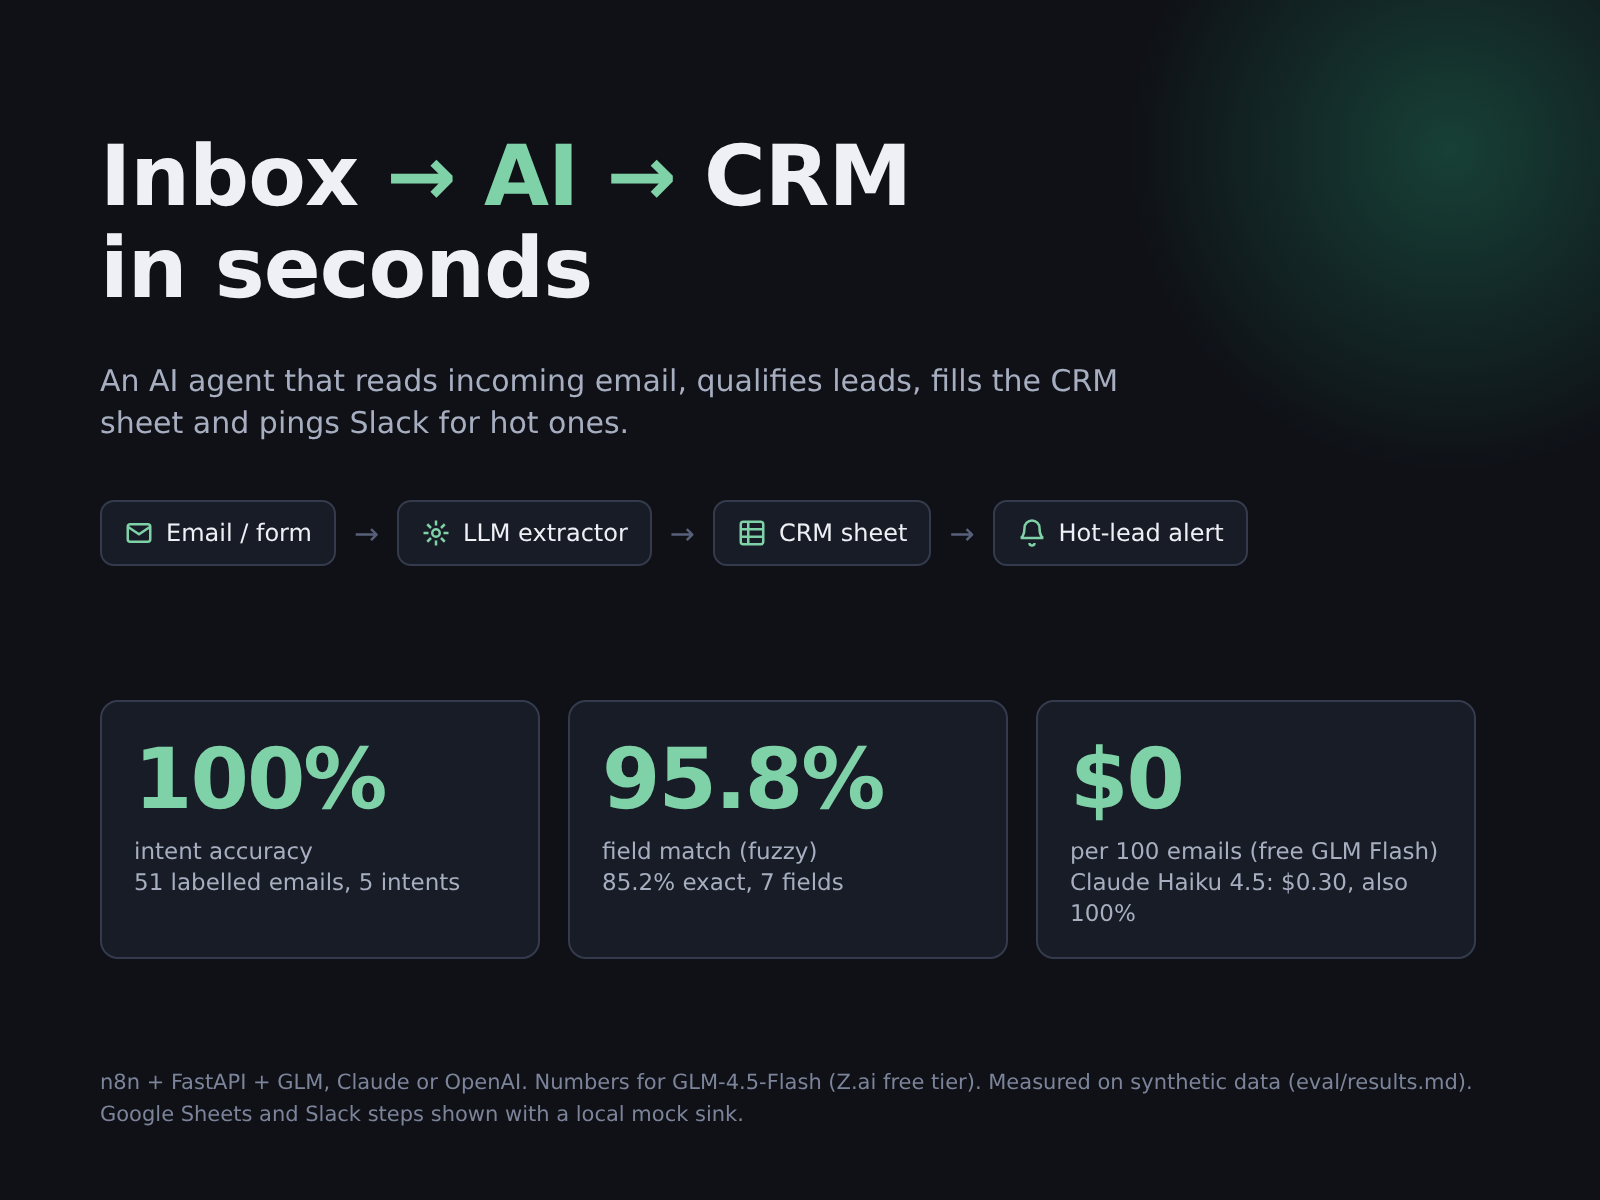 Inbox → AI → CRM
in seconds
An AI agent that reads incoming email, qualifies leads, fills the CRM
sheet and pings Slack for hot ones.
Email / form → LLM extractor → CRM sheet → Hot-lead alert
100%
intent accuracy
51 labelled emails, 5 intents
95.8%
field match (fuzzy)
85.2% exact, 7 fields
$0
per 100 emails (free GLM Flash)
Claude Haiku 4.5: $0.30, also
100%
n8n + FastAPI + GLM, Claude or OpenAI. Numbers for GLM-4.5-Flash (Z.ai free tier). Measured on synthetic data (eval/results.md).
Google Sheets and Slack steps shown with a local mock sink.